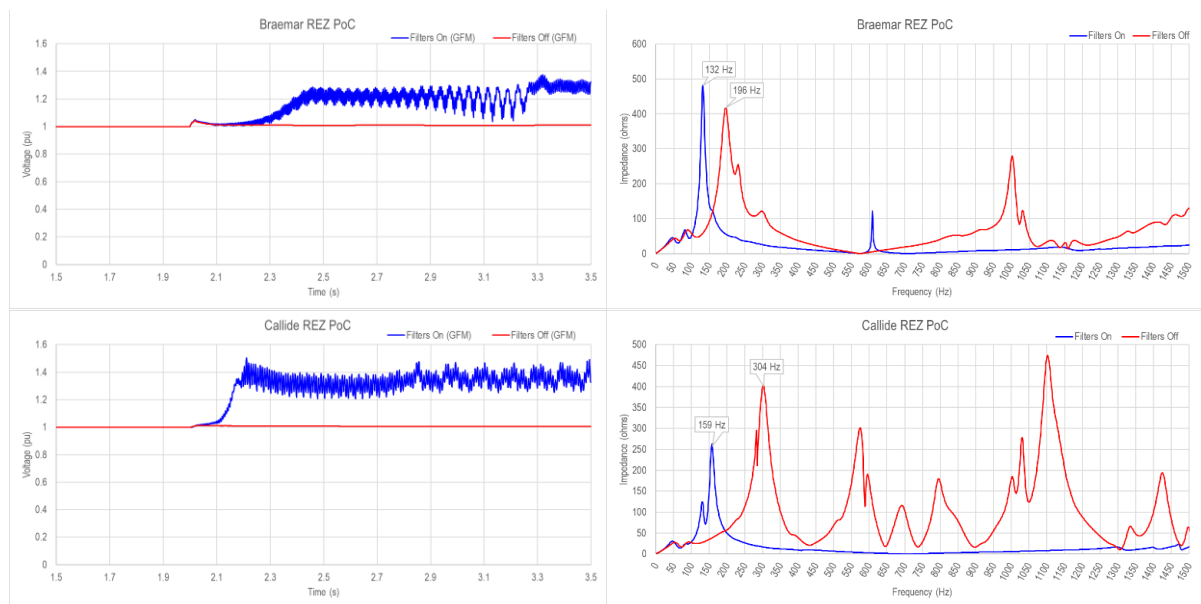 Braemar REZ PoC
Filters On (GFM) Filters Off (GFM)
1.6
1.4
1.2
1
0.8
0.6
0.4
0.2
0
Voltage (pu)
1.5 1.7 1.9 2.1 2.3 2.5 2.7 2.9 3.1 3.3 3.5
Time (s)
Braemar REZ PoC
Filters On Filters Off
600
500
400
300
200
100
0
Impedance (ohms)
132 Hz
196 Hz
0 50 100 150 200 250 300 350 400 450 500 550 600 650 700 750 800 850 900 950 1000 1050 1100 1150 1200 1250 1300 1350 1400 1450 1500
Frequency (Hz)
Callide REZ PoC
Filters On (GFM) Filters Off (GFM)
1.6
1.4
1.2
1
0.8
0.6
0.4
0.2
0
Voltage (pu)
1.5 1.7 1.9 2.1 2.3 2.5 2.7 2.9 3.1 3.3 3.5
Time (s)
Callide REZ PoC
Filters On Filters Off
500
450
400
350
300
250
200
150
100
50
0
Impedance (ohms)
304 Hz
159 Hz
0 50 100 150 200 250 300 350 400 450 500 550 600 650 700 750 800 850 900 950 1000 1050 1100 1150 1200 1250 1300 1350 1400 1450 1500
Frequency (Hz)